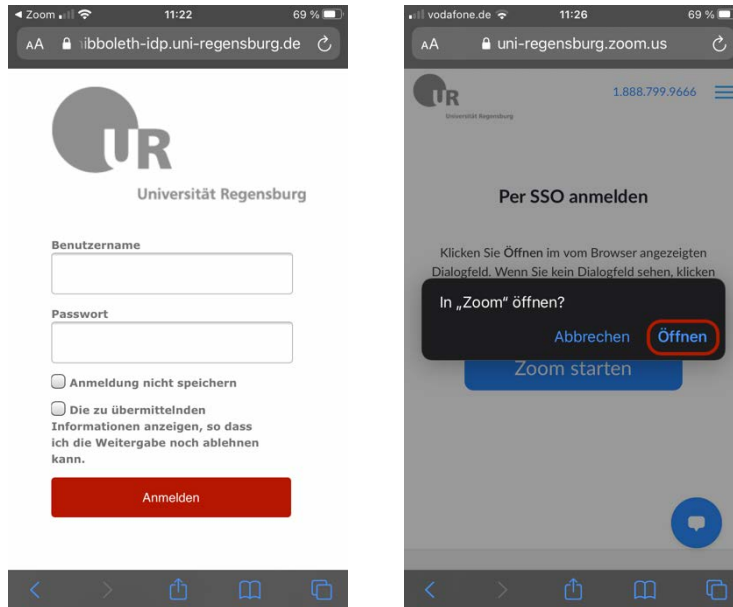 Zoom
11:22
69 %
AA
ibboleth-idp.uni-regensburg.de
UR
Universität Regensburg
Benutzername
Passwort
Anmeldung nicht speichern
Die zu übermittelnden
Informationen anzeigen, so dass
ich die Weitergabe noch ablehnen
kann.
Anmelden
vodafone.de
11:26
69 %
AA
uni-regensburg.zoom.us
UR
Universität Regensburg
1.888.799.9666
Per SSO anmelden
Klicken Sie Öffnen im vom Browser angezeigten
Dialogfeld. Wenn Sie kein Dialogfeld sehen, klicken
In „Zoom“ öffnen?
Abbrechen
Öffnen
Zoom starten